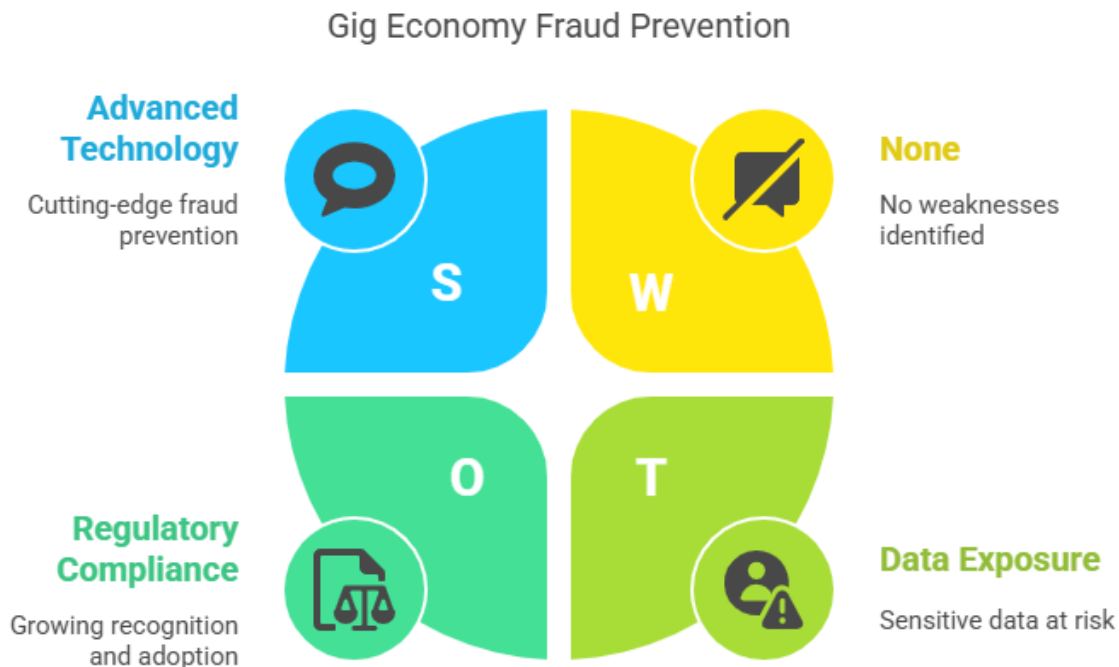 Gig Economy Fraud Prevention
Advanced
Technology
Cutting-edge fraud
prevention
S
None
No weaknesses
identified
W
O
Regulatory
Compliance
Growing recognition
and adoption
T
Data Exposure
Sensitive data at risk